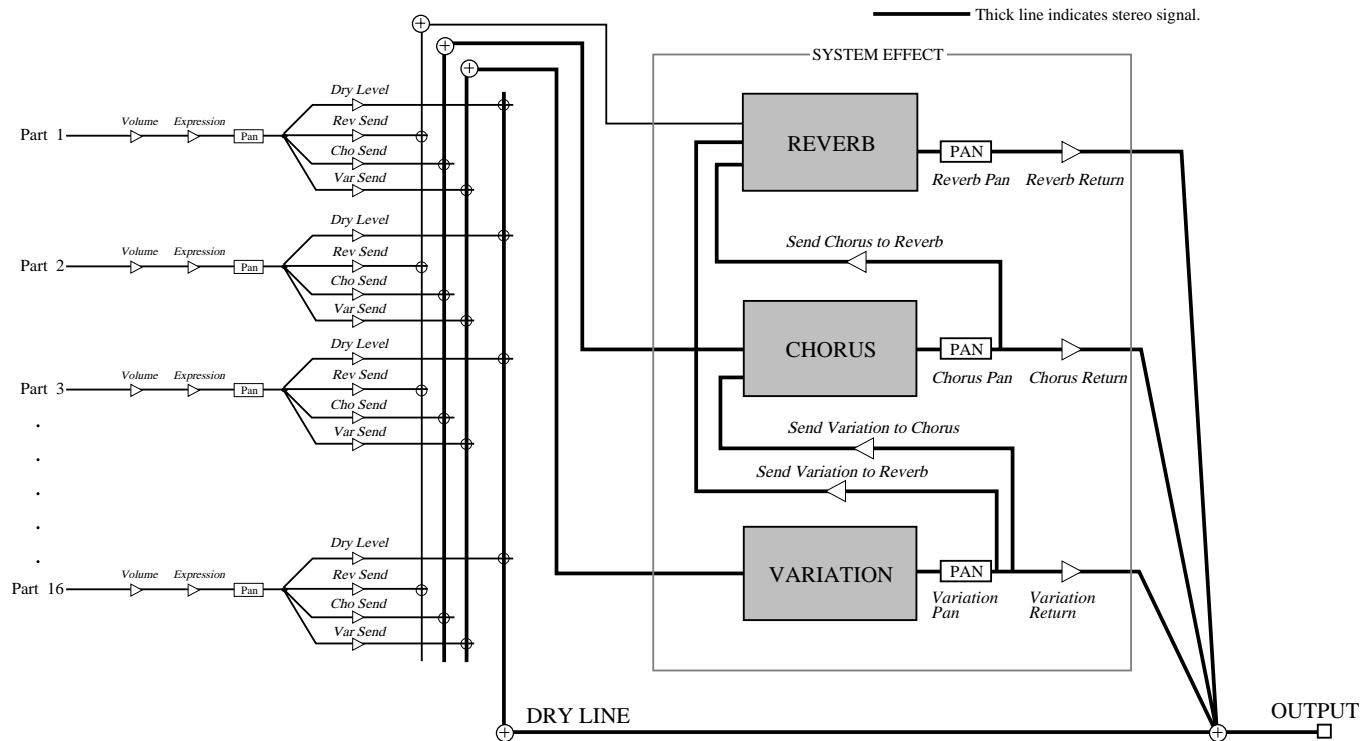 Thick line indicates stereo signal.
SYSTEM EFFECT
Part 1
Volume
Expression
Pan
Dry Level
Rev Send
Cho Send
Var Send
Part 2
Volume
Expression
Pan
Dry Level
Rev Send
Cho Send
Var Send
Part 3
Volume
Expression
Pan
Dry Level
Rev Send
Cho Send
Var Send
.
.
.
.
.
Part 16
Volume
Expression
Pan
Dry Level
Rev Send
Cho Send
Var Send
REVERB
PAN
Reverb Pan
Reverb Return
Send Chorus to Reverb
CHORUS
PAN
Chorus Pan
Chorus Return
Send Variation to Chorus
Send Variation to Reverb
VARIATION
PAN
Variation
Pan
Variation
Return
DRY LINE
OUTPUT